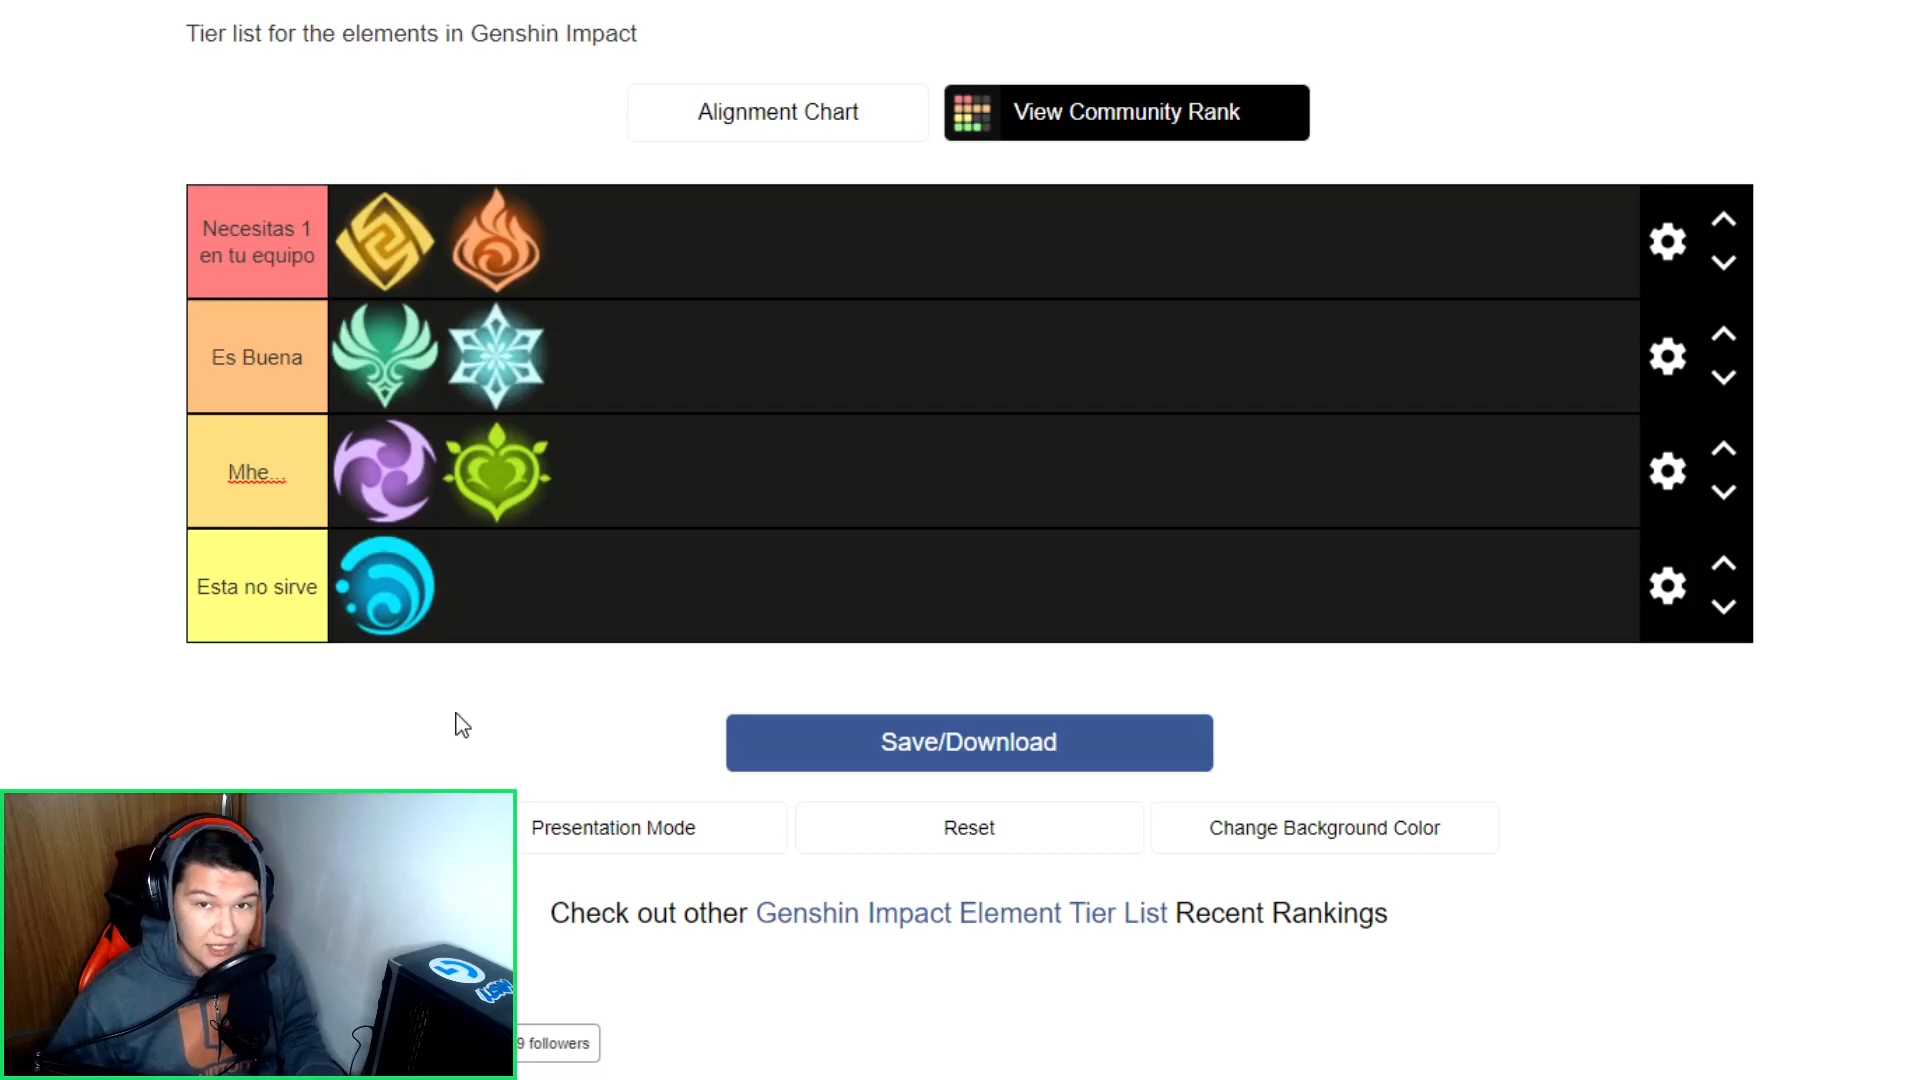 Tier list for the elements in Genshin Impact
Alignment Chart
View Community Rank
Necesitas 1
en tu equipo
Es Buena
Mhe...
Esta no sirve
Save/Download
Presentation Mode
Reset
Change Background Color
Check out other Genshin Impact Element Tier List Recent Rankings
9 followers